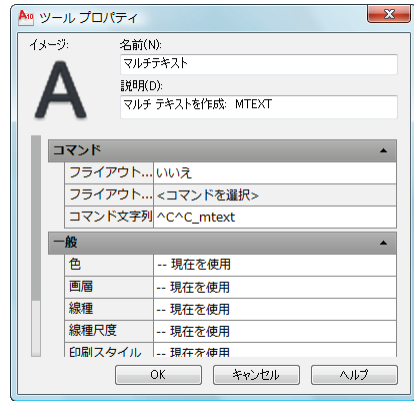 ツール プロパティ
イメージ:
名前(N):
マルチテキスト
説明(D):
マルチ テキストを作成: MTEXT
コマンド
フライアウト... いいえ
フライアウト... <コマンドを選択>
コマンド文字列 ^C^C_mtext
一般
色 -- 現在を使用
画層 -- 現在を使用
線種 -- 現在を使用
線種尺度 -- 現在を使用
印刷スタイル -- 現在を使用
OK キャンセル ヘルプ